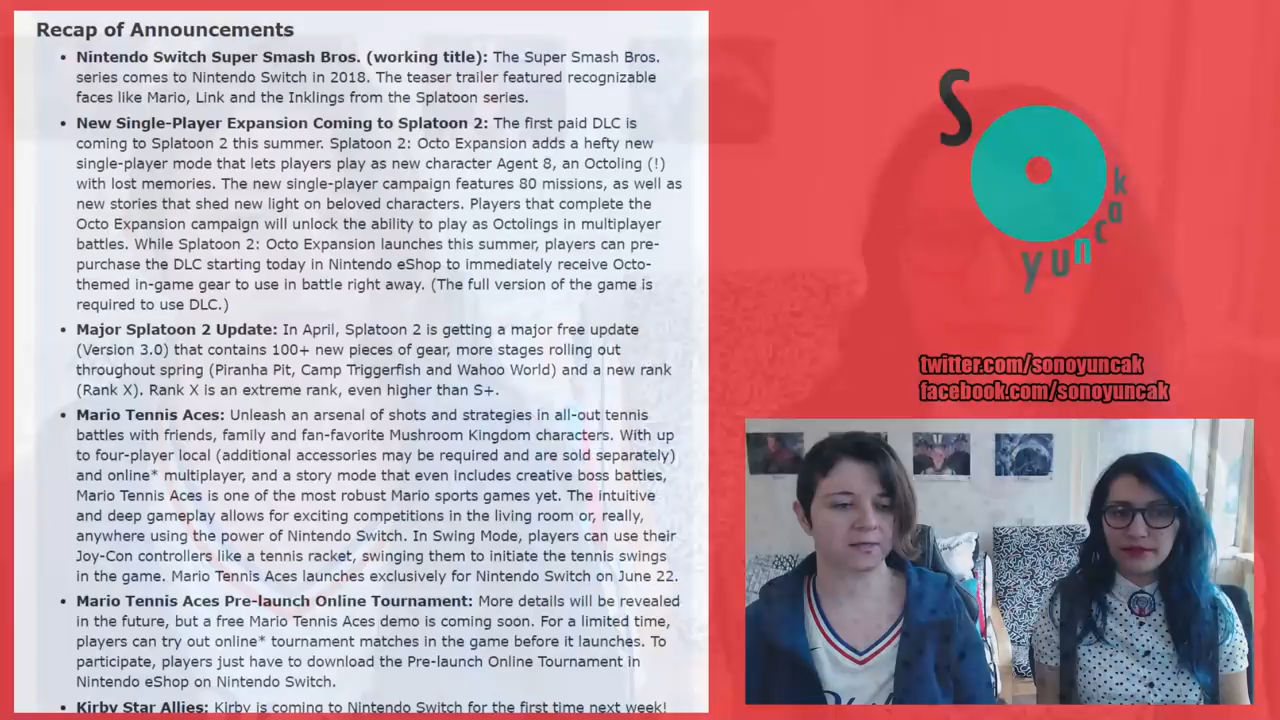 Recap of Announcements
• Nintendo Switch Super Smash Bros. (working title): The Super Smash Bros.
series comes to Nintendo Switch in 2018. The teaser trailer featured recognizable
faces like Mario, Link and the Inklings from the Splatoon series.
• New Single-Player Expansion Coming to Splatoon 2: The first paid DLC is
coming to Splatoon 2 this summer. Splatoon 2: Octo Expansion adds a hefty new
single-player mode that lets players play as new character Agent 8, an Octoling (!)
with lost memories. The new single-player campaign features 80 missions, as well as
new stories that shed new light on beloved characters. Players that complete the
Octo Expansion campaign will unlock the ability to play as Octolings in multiplayer
battles. While Splatoon 2: Octo Expansion launches this summer, players can pre-
purchase the DLC starting today in Nintendo eShop to immediately receive Octo-
themed in-game gear to use in battle right away. (The full version of the game is
required to use DLC.)
• Major Splatoon 2 Update: In April, Splatoon 2 is getting a major free update
(Version 3.0) that contains 100+ new pieces of gear, more stages rolling out
throughout spring (Piranha Pit, Camp Triggerfish and Wahoo World) and a new rank
(Rank X). Rank X is an extreme rank, even higher than S+.
• Mario Tennis Aces: Unleash an arsenal of shots and strategies in all-out tennis
battles with friends, family and fan-favorite Mushroom Kingdom characters. With up
to four-player local (additional accessories may be required and are sold separately)
and online* multiplayer, and a story mode that even includes creative boss battles,
Mario Tennis Aces is one of the most robust Mario sports games yet. The intuitive
and deep gameplay allows for exciting competitions in the living room or, really,
anywhere using the power of Nintendo Switch. In Swing Mode, players can use their
Joy-Con controllers like a tennis racket, swinging them to initiate the tennis swings
in the game. Mario Tennis Aces launches exclusively for Nintendo Switch on June 22.
• Mario Tennis Aces Pre-launch Online Tournament: More details will be revealed
in the future, but a free Mario Tennis Aces demo is coming soon. For a limited time,
players can try out online* tournament matches in the game before it launches. To
participate, players just have to download the Pre-launch Online Tournament in
Nintendo eShop on Nintendo Switch.
• Kirby Star Allies: Kirby is coming to Nintendo Switch for the first time next week!
S
yuncak
twitter.com/sonoyuncak
facebook.com/sonoyuncak